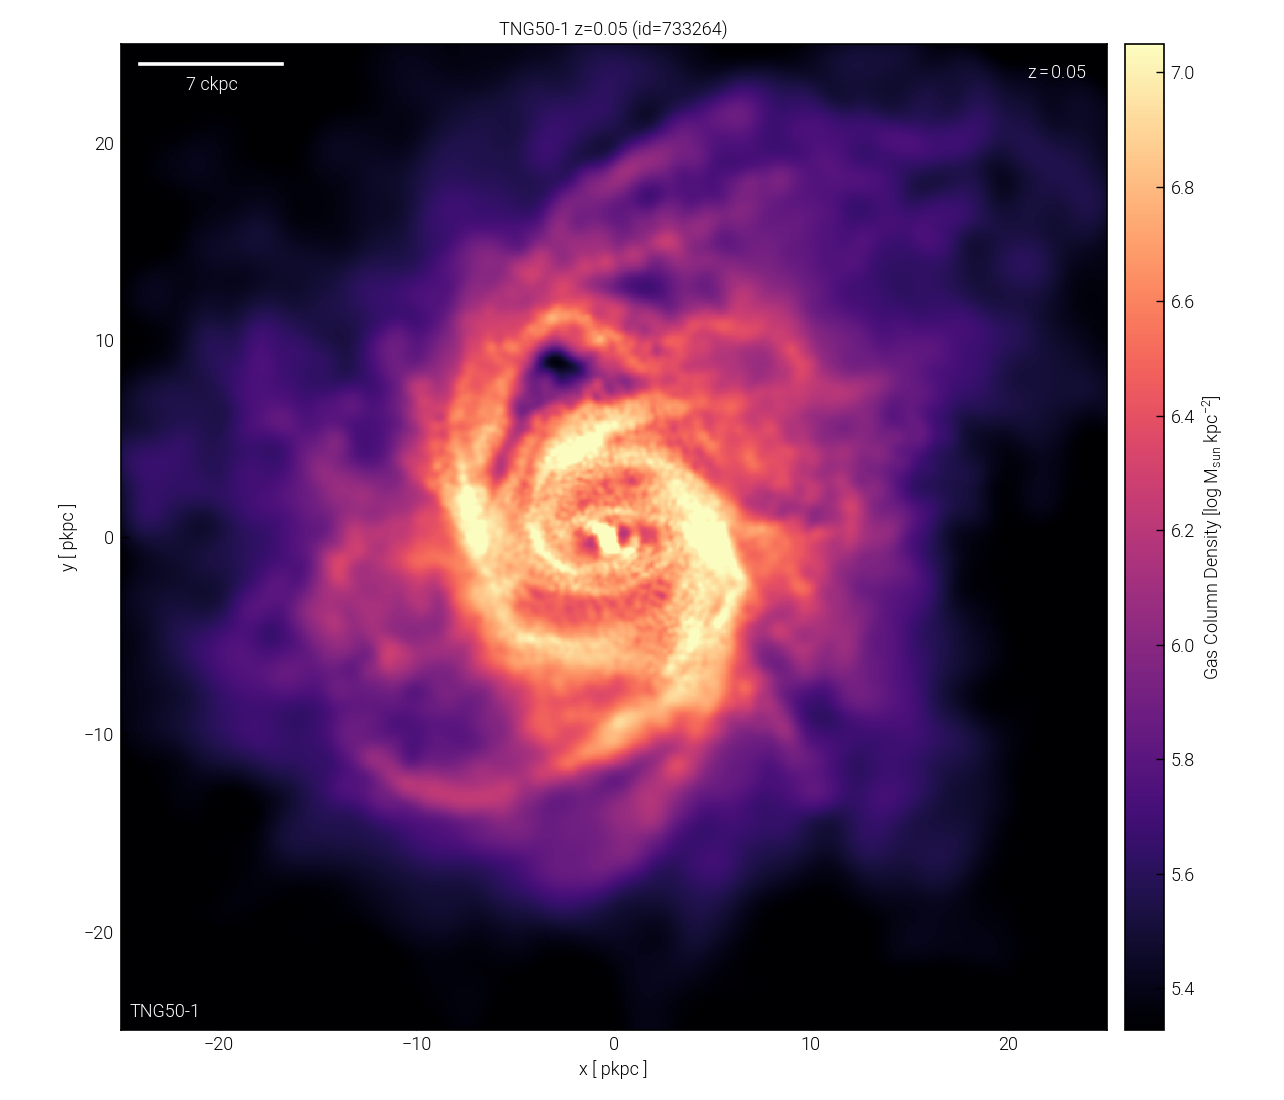 TNG50-1 z=0.05 (id=733264)
7 ckpc
z=0.05
20
10
0
−10
−20
y [ pkpc ]
TNG50-1
−20
−10
0
10
20
x [ pkpc ]
7.0
6.8
6.6
6.4
6.2
6.0
5.8
5.6
5.4
Gas Column Density [log M_sun kpc⁻²]